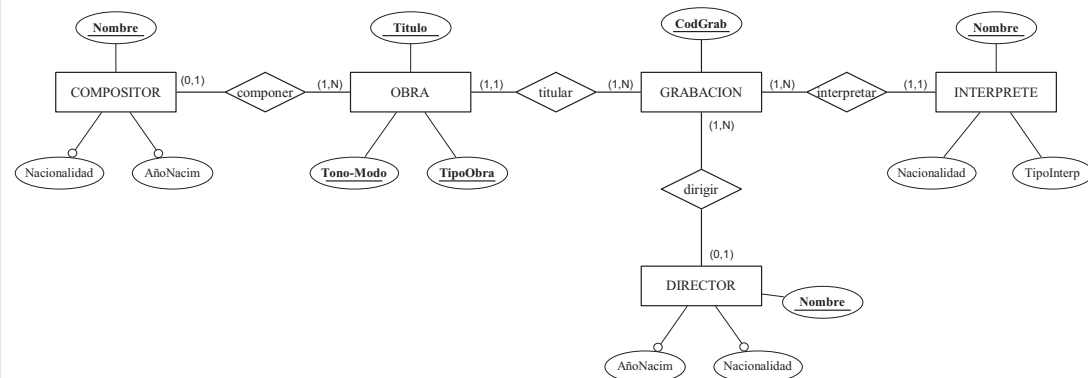 Nombre
Titulo
CodGrab
Nombre
COMPOSITOR
(0,1)
componer
(1,N)
OBRA
(1,1)
titular
(1,N)
GRABACION
(1,N)
interpretar
(1,1)
INTERPRETE
(1,N)
Nacionalidad
AñoNacim
Tono-Modo
TipoObra
Nacionalidad
TipoInterp
dirigir
(0,1)
DIRECTOR
Nombre
AñoNacim
Nacionalidad